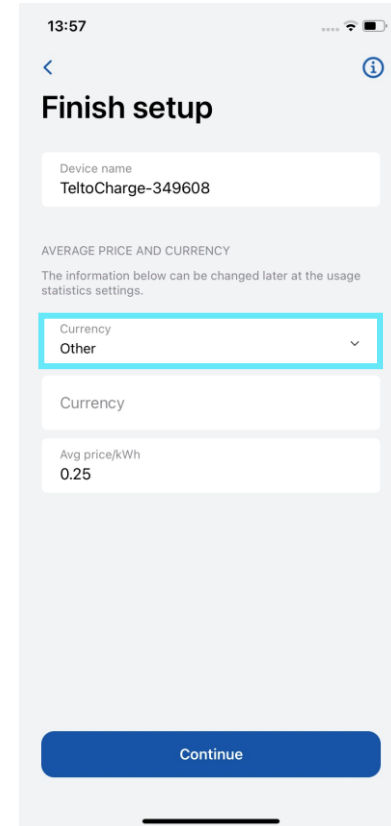 13:57
Finish setup
Device name
TeltoCharge-349608
AVERAGE PRICE AND CURRENCY
The information below can be changed later at the usage
statistics settings.
Currency
Other
Currency
Avg price/kWh
0.25
Continue